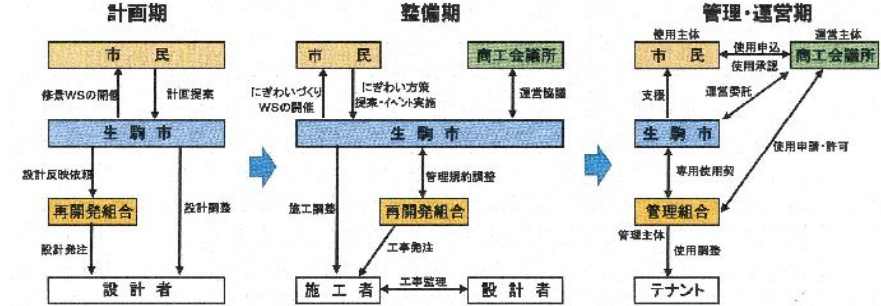 計画期
市民
修景WSの開催
計画提案
生駒市
設計反映依頼
再開発組合
設計調整
設計発注
設計者
整備期
市民
商工会議所
にぎわいづくり
WSの開催
にぎわい方策
提案・イベント実施
運営協議
生駒市
施工調整
管理規約調整
再開発組合
工事発注
施工者
工事監理
設計者
管理・運営期
使用主体
運営主体
市民
使用申込
使用承認
商工会議所
支援
運営委託
生駒市
専用使用契
使用申請・許可
管理組合
管理主体
使用調整
テナント